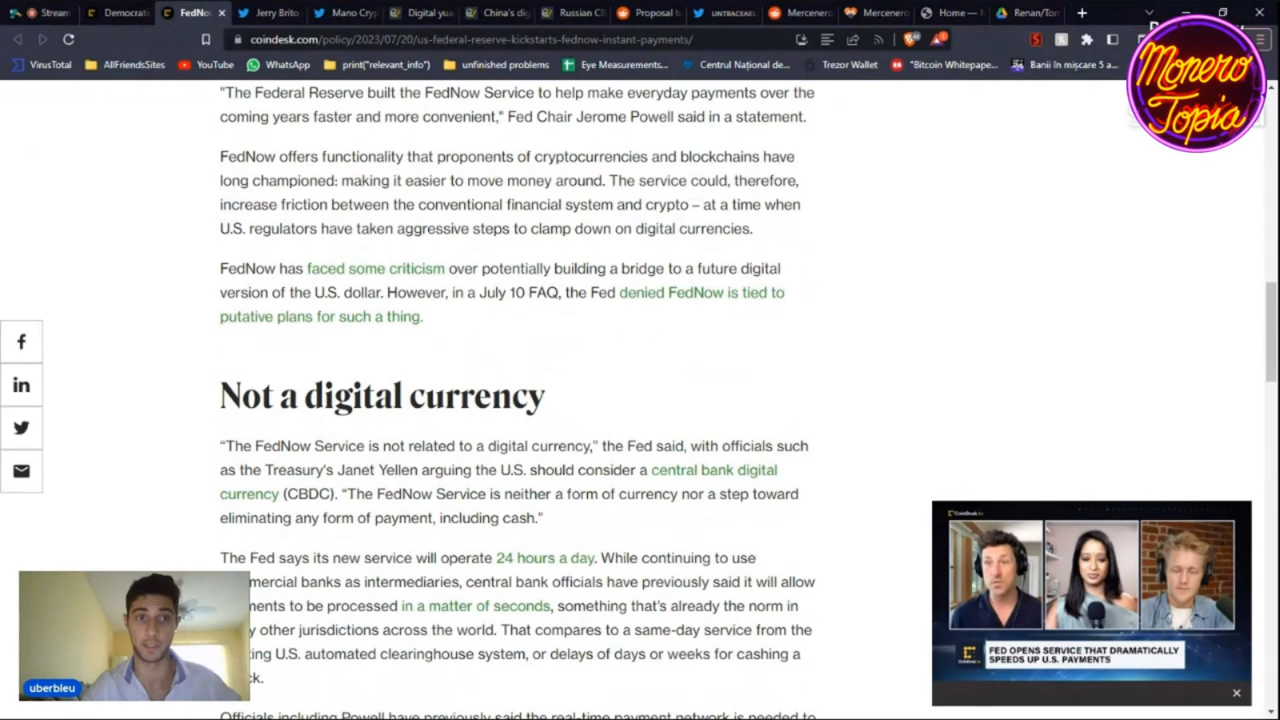 Stream
Democrati
FedNo
Jerry Brito
Mano Cryp
Digital yua
China's dig
Russian CB
Proposal to
UNTRACEAB
Mercenero
Mercenero
Home — M
Renan/Tor
coindesk.com/policy/2023/07/20/us-federal-reserve-kickstarts-fednow-instant-payments/
VirusTotal
AllFriendsSites
YouTube
WhatsApp
print("relevant_info")
unfinished problems
Eye Measurements...
Centrul Național de...
Trezor Wallet
"Bitcoin Whitepape...
Banii în mișcare 5 a...
Monero
Topia
"The Federal Reserve built the FedNow Service to help make everyday payments over the
coming years faster and more convenient," Fed Chair Jerome Powell said in a statement.
FedNow offers functionality that proponents of cryptocurrencies and blockchains have
long championed: making it easier to move money around. The service could, therefore,
increase friction between the conventional financial system and crypto – at a time when
U.S. regulators have taken aggressive steps to clamp down on digital currencies.
FedNow has faced some criticism over potentially building a bridge to a future digital
version of the U.S. dollar. However, in a July 10 FAQ, the Fed denied FedNow is tied to
putative plans for such a thing.
Not a digital currency
"The FedNow Service is not related to a digital currency," the Fed said, with officials such
as the Treasury's Janet Yellen arguing the U.S. should consider a central bank digital
currency (CBDC). "The FedNow Service is neither a form of currency nor a step toward
eliminating any form of payment, including cash."
The Fed says its new service will operate 24 hours a day. While continuing to use
mmercial banks as intermediaries, central bank officials have previously said it will allow
ments to be processed in a matter of seconds, something that's already the norm in
y other jurisdictions across the world. That compares to a same-day service from the
ting U.S. automated clearinghouse system, or delays of days or weeks for cashing a
ck.
Officials including Powell have previously said the real-time payment network is needed to
uberbleu
CoinDesk
FED OPENS SERVICE THAT DRAMATICALLY
SPEEDS UP U.S. PAYMENTS